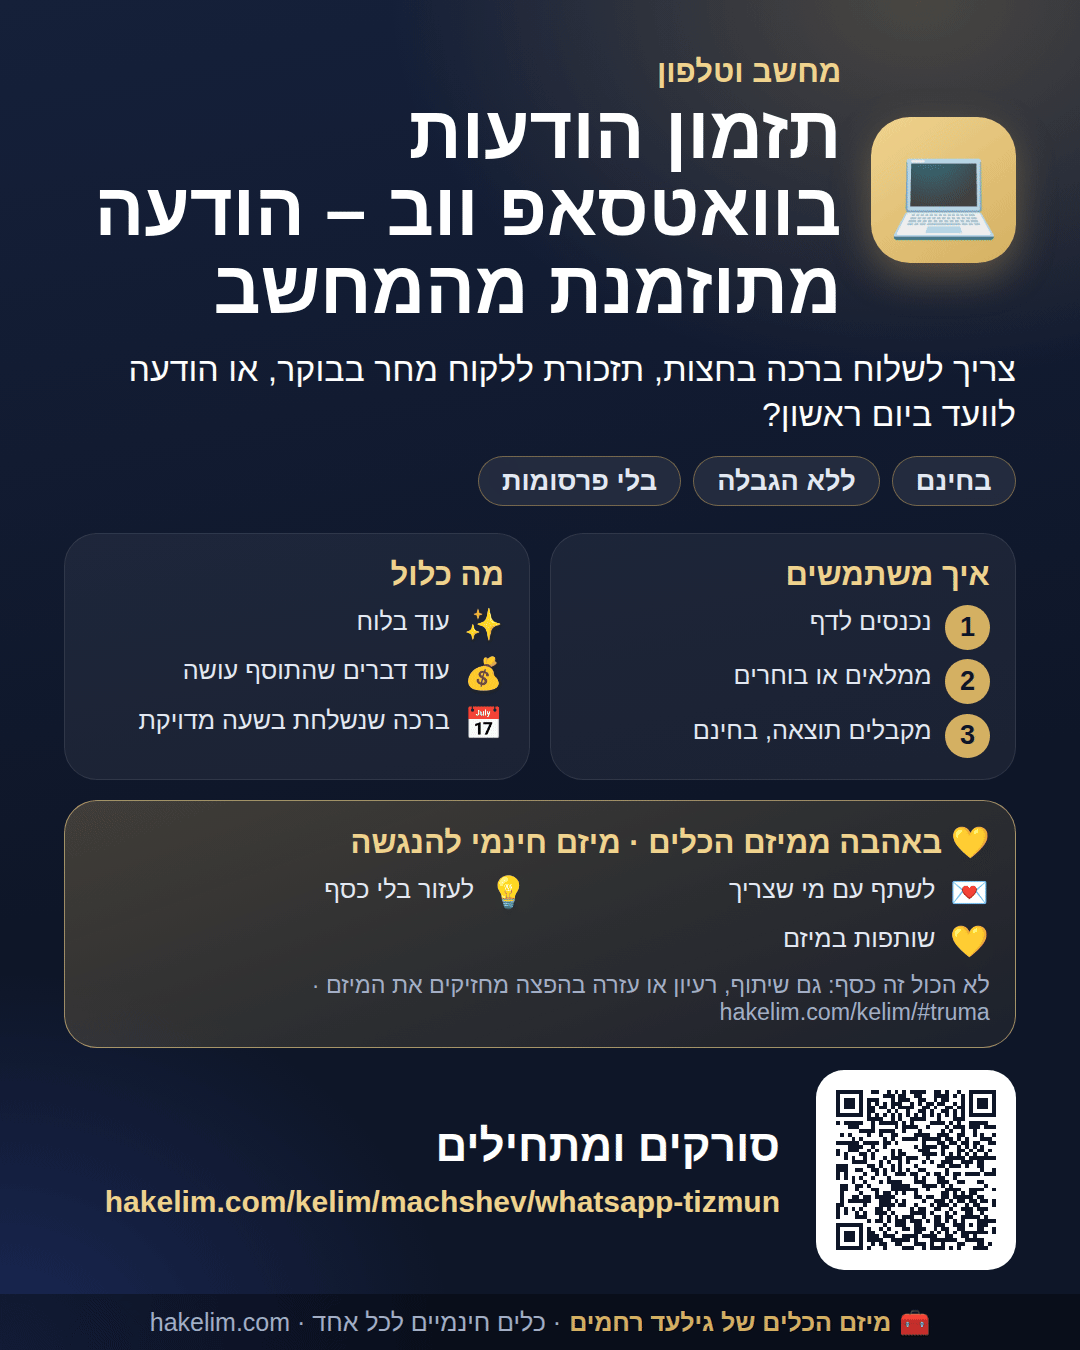 מחשב וטלפון
תזמון הודעות
בוואטסאפ ווב – הודעה
מתוזמנת מהמחשב
צריך לשלוח ברכה בחצות, תזכורת ללקוח מחר בבוקר, או הודעה
לוועד ביום ראשון?
בחינם
ללא הגבלה
בלי פרסומות
איך משתמשים
1 נכנסים לדף
2 ממלאים או בוחרים
3 מקבלים תוצאה, בחינם
מה כלול
✨ עוד בלוח
💰 עוד דברים שהתוסף עושה
📅 ברכה שנשלחת בשעה מדויקת
💛 באהבה ממיזם הכלים · מיזם חינמי להנגשה
💌 לשתף עם מי שצריך
💡 לעזור בלי כסף
💛 שותפות במיזם
לא הכול זה כסף: גם שיתוף, רעיון או עזרה בהפצה מחזיקים את המיזם ·
hakelim.com/kelim/#truma
סורקים ומתחילים
hakelim.com/kelim/machshev/whatsapp-tizmun
🧰 מיזם הכלים של גילעד רחמים · כלים חינמיים לכל אחד · hakelim.com